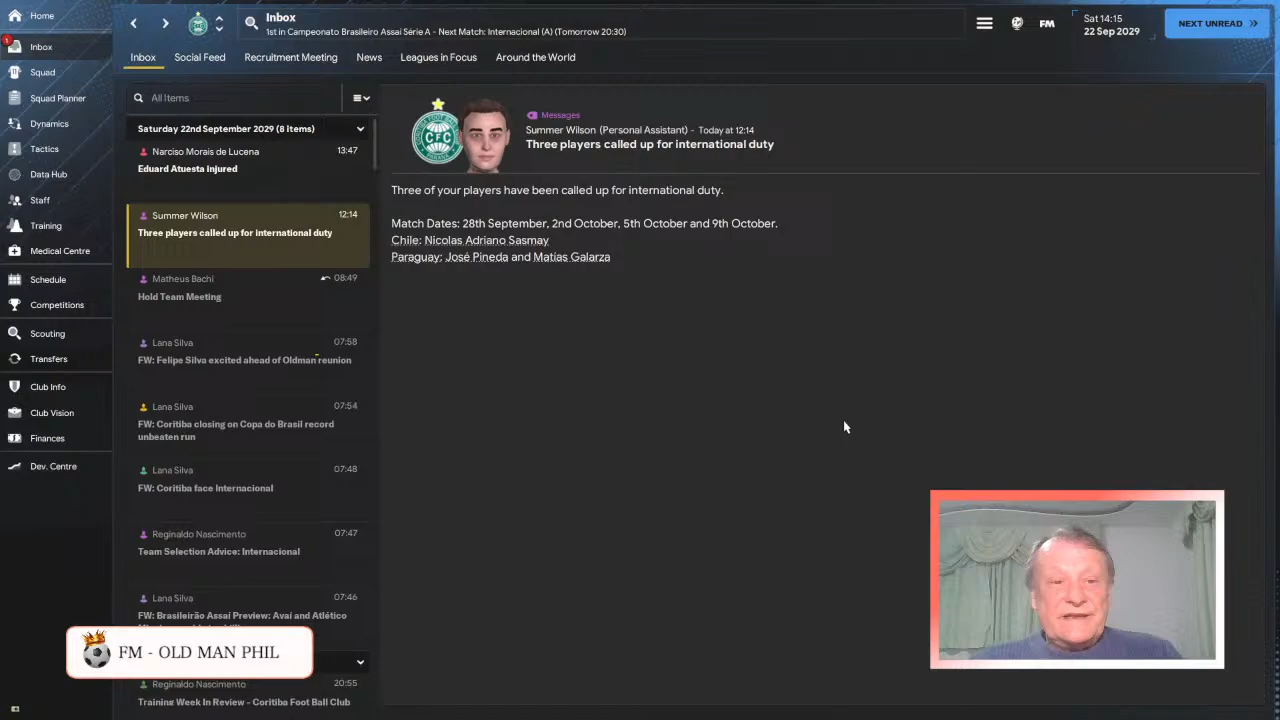 Home
Inbox
Squad
Squad Planner
Dynamics
Tactics
Data Hub
Staff
Training
Medical Centre
Schedule
Competitions
Scouting
Transfers
Club Info
Club Vision
Finances
Dev. Centre
1
Inbox
1st in Campeonato Brasileiro Assaí Série A - Next Match: Internacional (A) (Tomorrow 20:30)
FM
Sat 14:15
22 Sep 2029
NEXT UNREAD
Inbox
Social Feed
Recruitment Meeting
News
Leagues in Focus
Around the World
All Items
Saturday 22nd September 2029 (8 items)
Narciso Morais de Lucena 13:47
Eduard Atuesta injured
Summer Wilson 12:14
Three players called up for international duty
Matheus Bachi 08:49
Hold Team Meeting
Lana Silva 07:58
FW: Felipe Silva excited ahead of Oldman reunion
Lana Silva 07:54
FW: Coritiba closing on Copa do Brasil record
unbeaten run
Lana Silva 07:48
FW: Coritiba face Internacional
Reginaldo Nascimento 07:47
Team Selection Advice: Internacional
Lana Silva 07:46
FW: Brasileirão Assaí Preview: Avaí and Atlético
Reginaldo Nascimento 20:55
Training Week In Review - Coritiba Foot Ball Club
CFC
Messages
Summer Wilson (Personal Assistant) - Today at 12:14
Three players called up for international duty
Three of your players have been called up for international duty.
Match Dates: 28th September, 2nd October, 5th October and 9th October.
Chile: Nicolas Adriano Sasmay
Paraguay: José Pineda and Matías Galarza
FM - OLD MAN PHIL